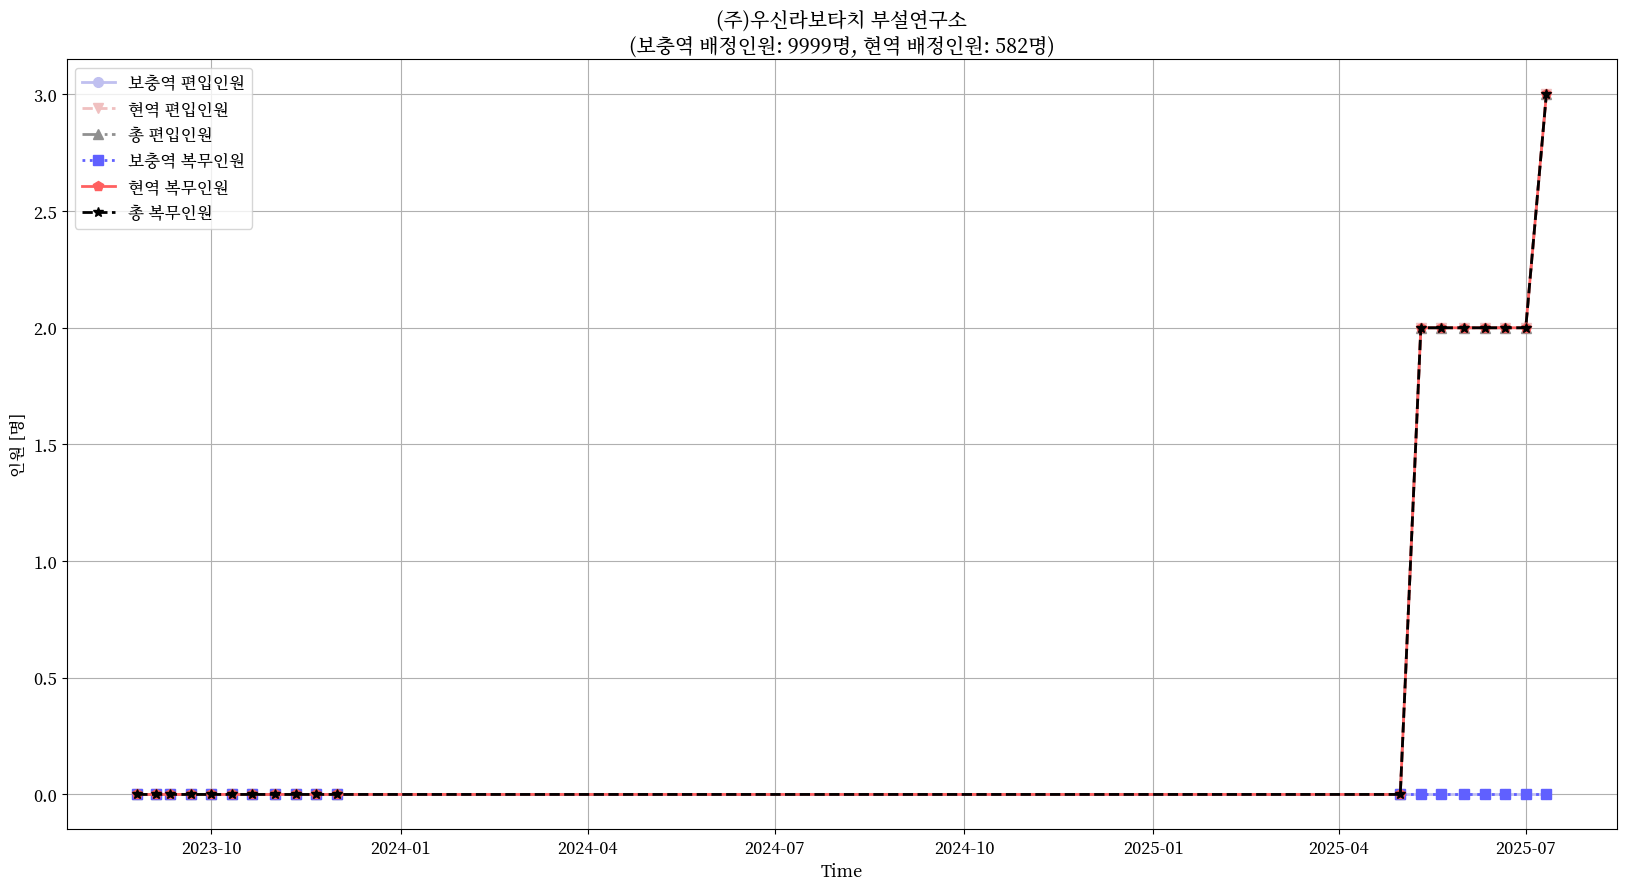 (주)우신라보타치 부설연구소
(보충역 배정인원: 9999명, 현역 배정인원: 582명)
보충역 편입인원
현역 편입인원
총 편입인원
보충역 복무인원
현역 복무인원
총 복무인원
인원 [명]
3.0
2.5
2.0
1.5
1.0
0.5
0.0
2023-10
2024-01
2024-04
2024-07
2024-10
2025-01
2025-04
2025-07
Time